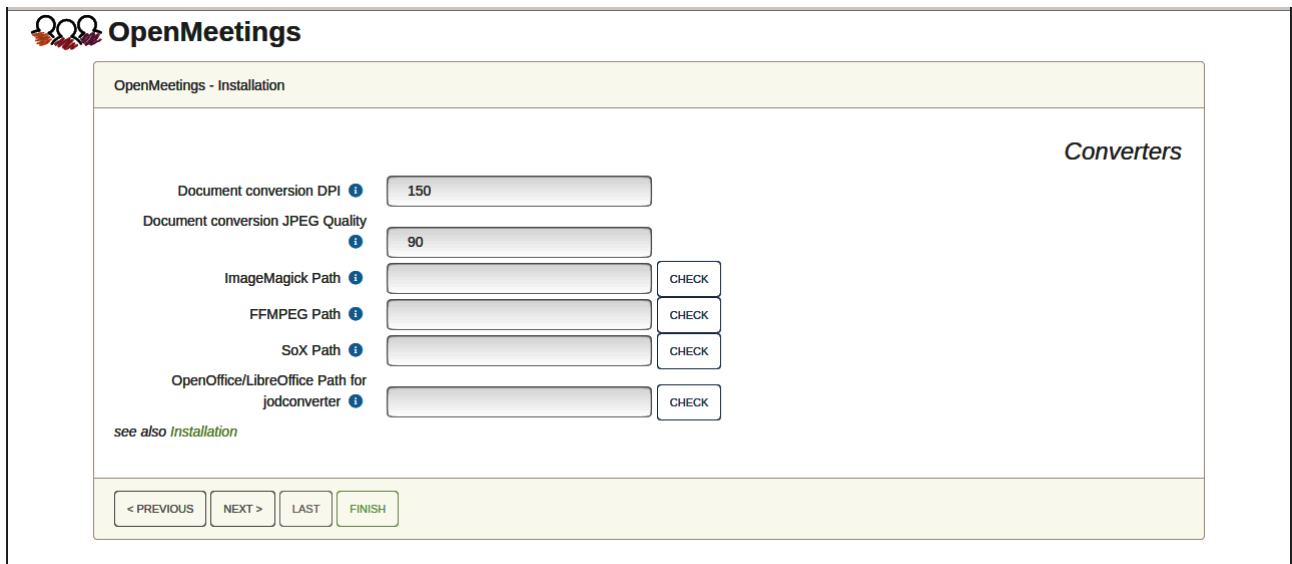 OpenMeetings
OpenMeetings - Installation
Converters
Document conversion DPI 150
Document conversion JPEG Quality
90
ImageMagick Path CHECK
FFMPEG Path CHECK
SoX Path CHECK
OpenOffice/LibreOffice Path for
jodconverter CHECK
see also Installation
< PREVIOUS NEXT > LAST FINISH